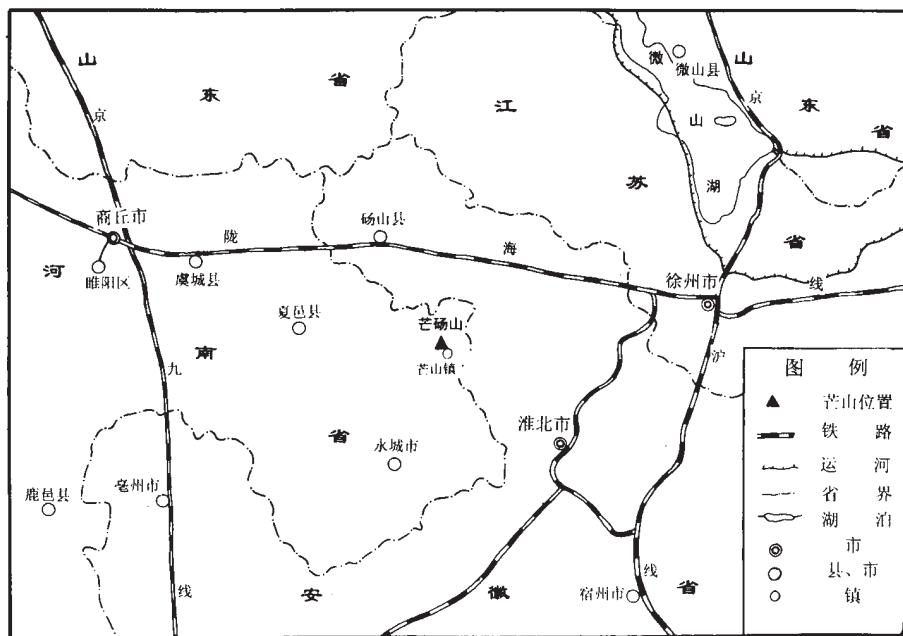 山东省
江苏省
山东省
微山湖
微山县
京九线
京沪线
陇海线
商丘市
睢阳区
虞城县
砀山县
夏邑县
芒砀山
芒山镇
徐州市
淮北市
永城市
亳州市
鹿邑县
宿州市
河南省
安徽省
图例
芒山位置
铁路
运河
省界
湖泊
市
县、市
镇